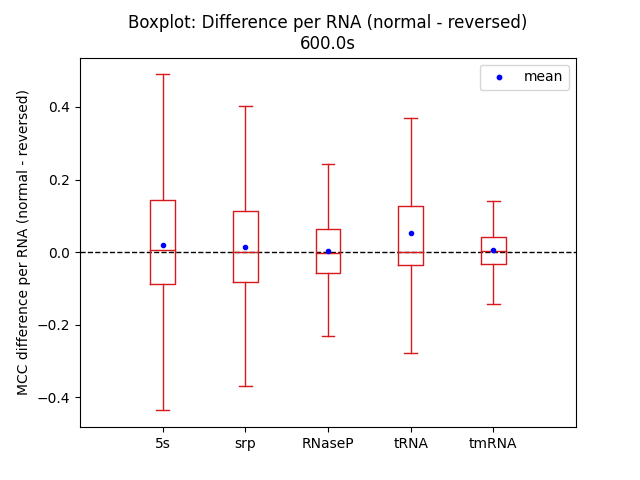 Boxplot: Difference per RNA (normal - reversed)
600.0s
mean
MCC difference per RNA (normal - reversed)
0.4
0.2
0.0
−0.2
−0.4
5s
srp
RNaseP
tRNA
tmRNA